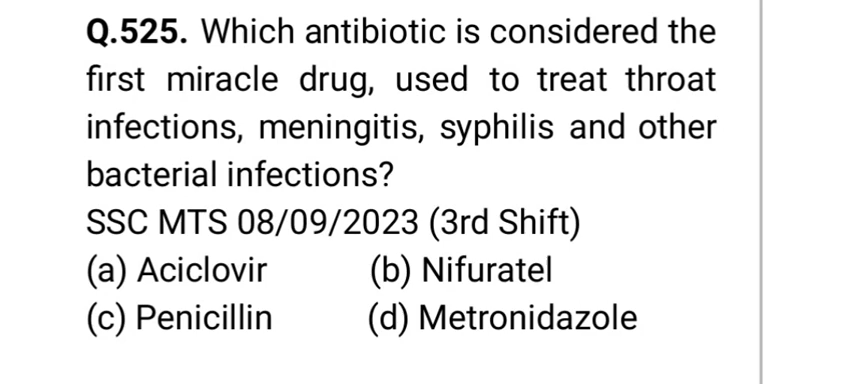 Q.525. Which antibiotic is considered the
first miracle drug, used to treat throat
infections, meningitis, syphilis and other
bacterial infections?
SSC MTS 08/09/2023 (3rd Shift)
(a) Aciclovir (b) Nifuratel
(c) Penicillin (d) Metronidazole